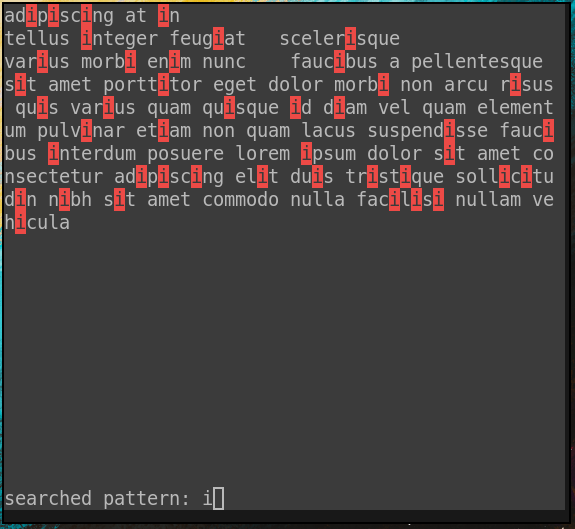 adipiscing at in
tellus integer feugiat   scelerisque
varius morbi enim nunc    faucibus a pellentesque
sit amet porttitor eget dolor morbi non arcu risus
 quis varius quam quisque id diam vel quam element
um pulvinar etiam non quam lacus suspendisse fauci
bus interdum posuere lorem ipsum dolor sit amet co
nsectetur adipiscing elit duis tristique sollicitu
din nibh sit amet commodo nulla facilisi nullam ve
hicula
searched pattern: i